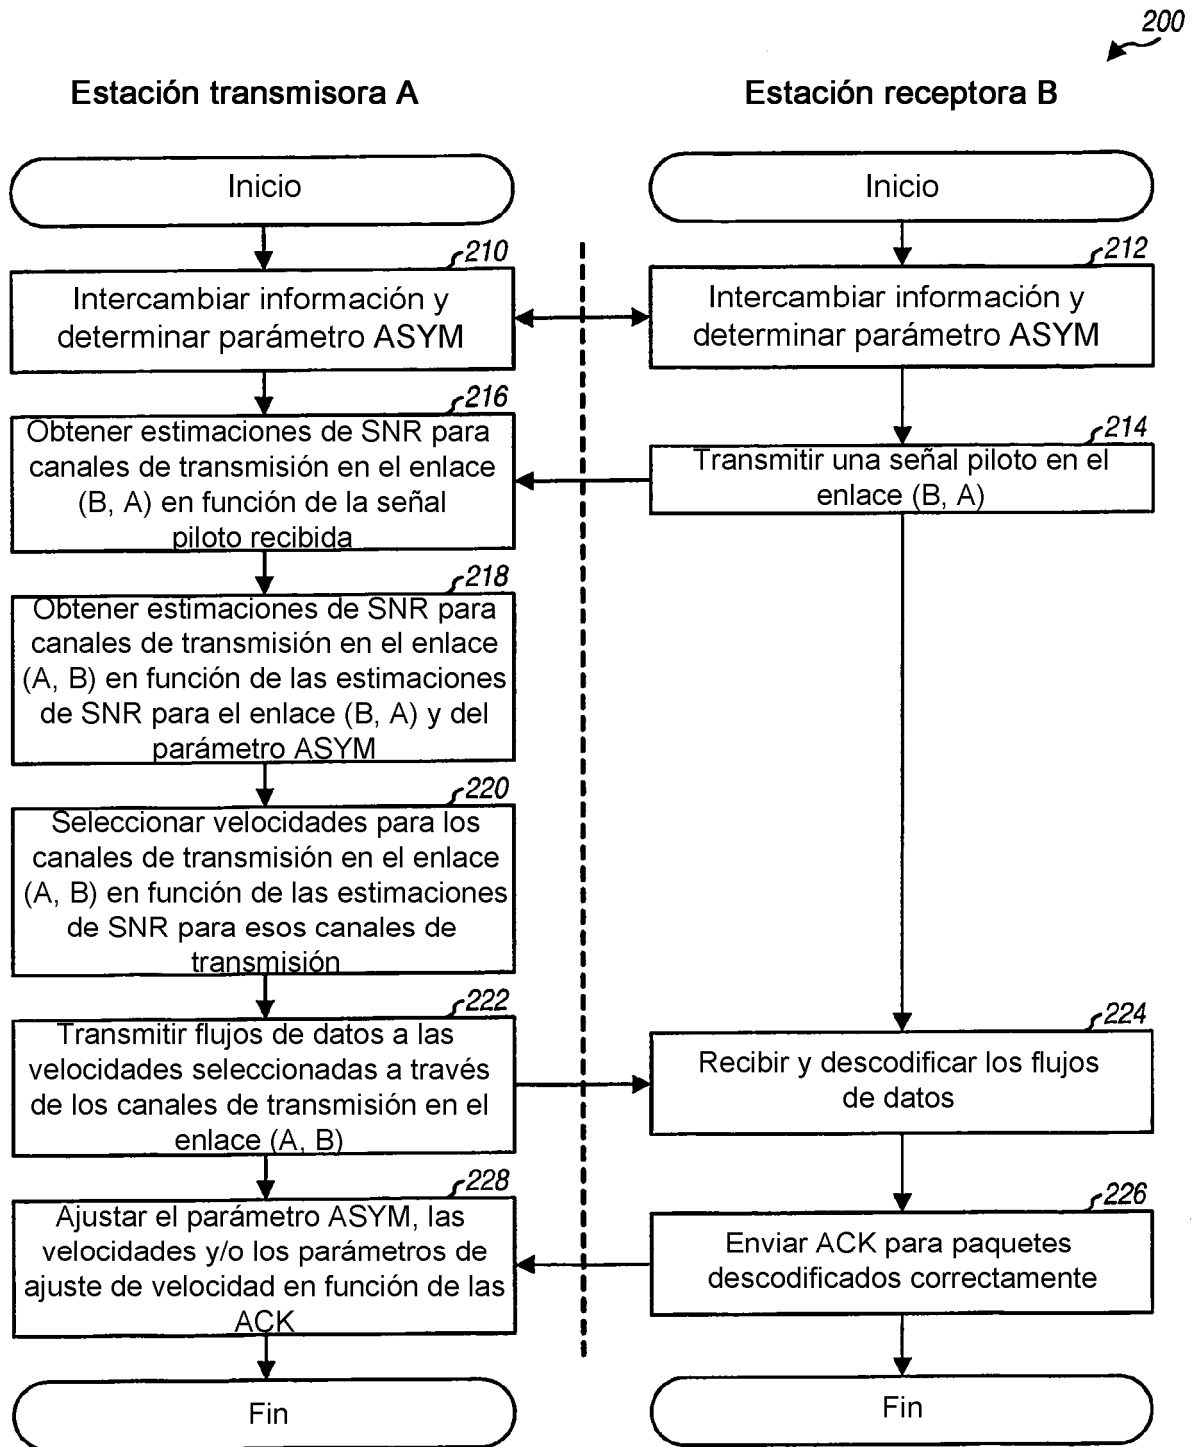 200
Estación transmisora A
Estación receptora B
Inicio
Inicio
210
Intercambiar información y
determinar parámetro ASYM
212
Intercambiar información y
determinar parámetro ASYM
216
Obtener estimaciones de SNR para
canales de transmisión en el enlace
(B, A) en función de la señal
piloto recibida
214
Transmitir una señal piloto en el
enlace (B, A)
218
Obtener estimaciones de SNR para
canales de transmisión en el enlace
(A, B) en función de las estimaciones
de SNR para el enlace (B, A) y del
parámetro ASYM
220
Seleccionar velocidades para los
canales de transmisión en el enlace
(A, B) en función de las estimaciones
de SNR para esos canales de
transmisión
222
Transmitir flujos de datos a las
velocidades seleccionadas a través
de los canales de transmisión en el
enlace (A, B)
224
Recibir y descodificar los flujos
de datos
228
Ajustar el parámetro ASYM, las
velocidades y/o los parámetros de
ajuste de velocidad en función de las
ACK
226
Enviar ACK para paquetes
descodificados correctamente
Fin
Fin